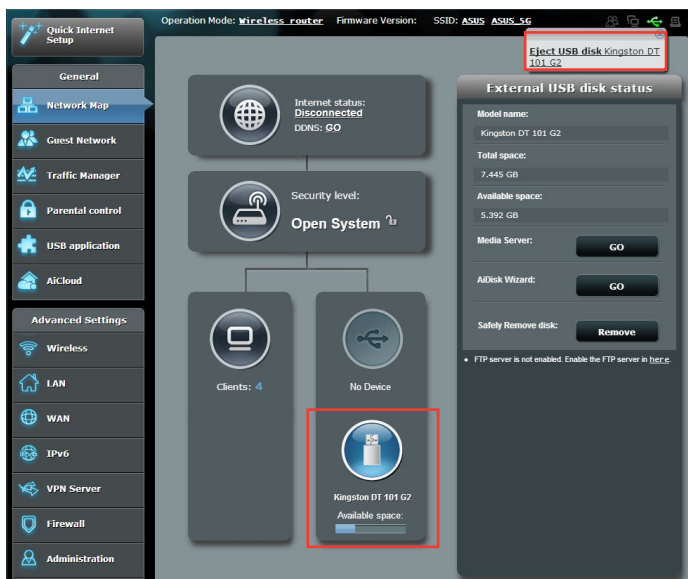 Quick Internet
Setup
Operation Mode: Wireless router Firmware Version: SSID: ASUS ASUS_5G
Eject USB disk Kingston DT
101 G2
General
Network Map
Guest Network
Traffic Manager
Parental control
USB application
AiCloud
Advanced Settings
Wireless
LAN
WAN
IPv6
VPN Server
Firewall
Administration
Internet status:
Disconnected
DDNS: GO
Security level:
Open System
Clients: 4
No Device
Kingston DT 101 G2
Available space:
External USB disk status
Model name:
Kingston DT 101 G2
Total space:
7.445 GB
Available space:
5.392 GB
Media Server: GO
AiDisk Wizard: GO
Safely Remove disk: Remove
• FTP server is not enabled. Enable the FTP server in here.